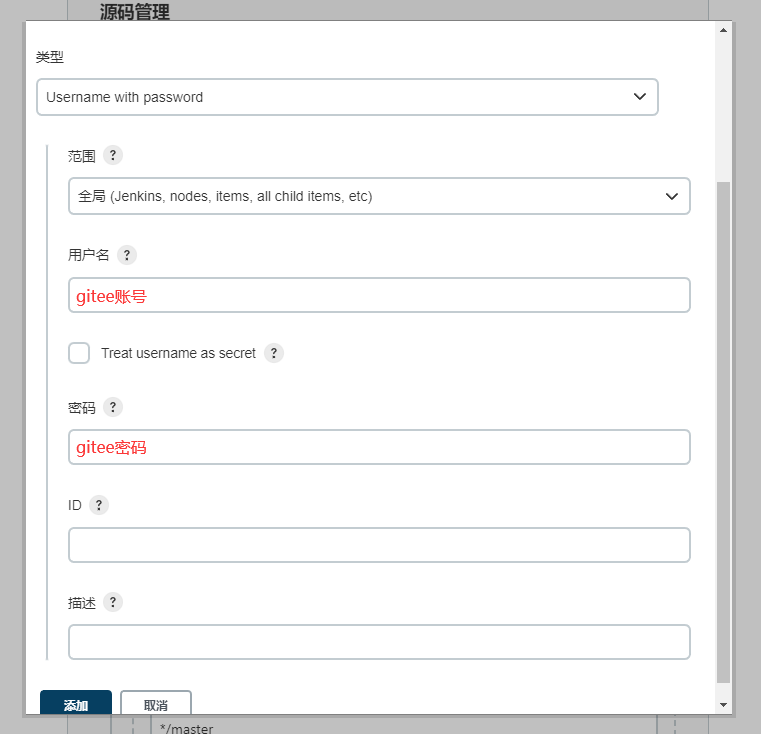 源码管理
类型
Username with password
范围 ?
全局 (Jenkins, nodes, items, all child items, etc)
用户名 ?
gitee账号
Treat username as secret ?
密码 ?
gitee密码
ID ?
描述 ?
添加 取消
*/master